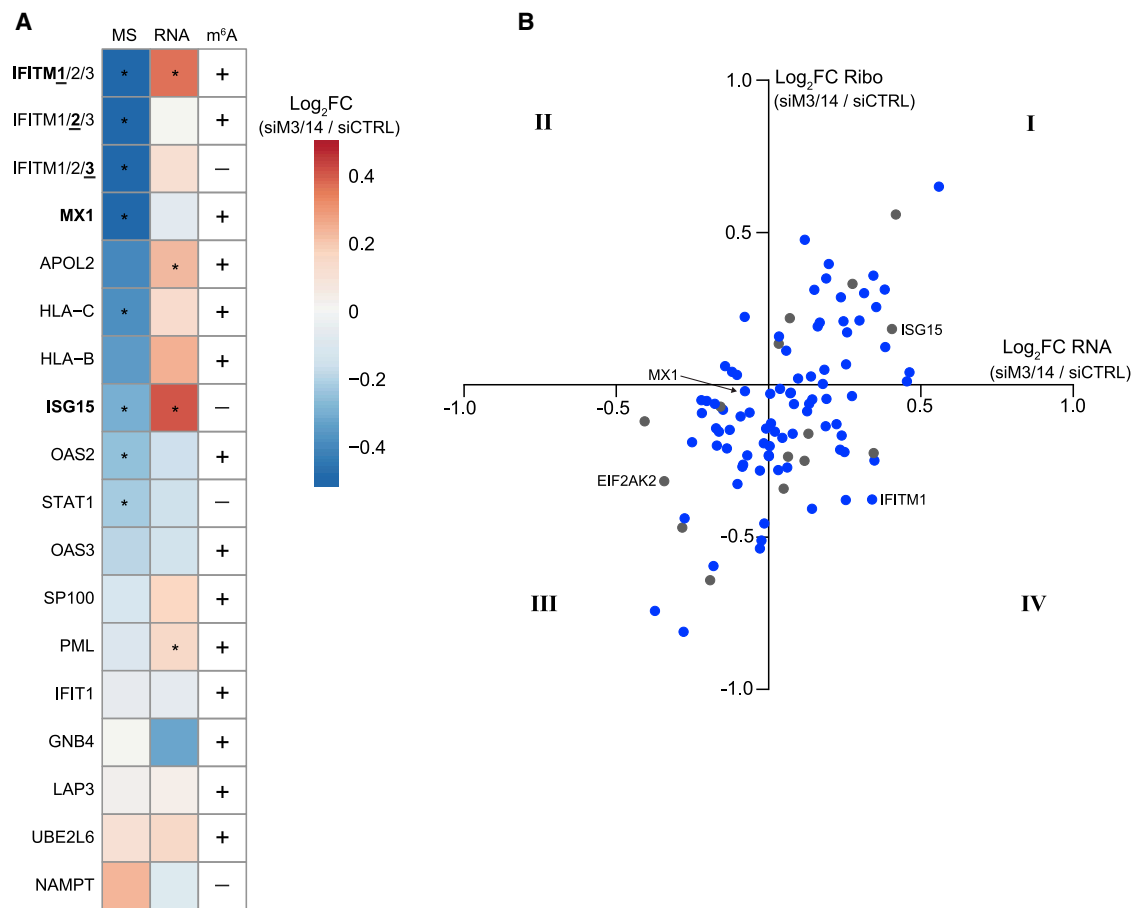 A
MS RNA m⁶A
IFITM1/2/3 * * +
IFITM1/2/3 * +
IFITM1/2/3 * −
MX1 * +
APOL2 * +
HLA−C * +
HLA−B +
ISG15 * * −
OAS2 * +
STAT1 * −
OAS3 +
SP100 +
PML * +
IFIT1 +
GNB4 +
LAP3 +
UBE2L6 +
NAMPT −
Log₂FC
(siM3/14 / siCTRL)
0.4
0.2
0
−0.2
−0.4
B
1.0
Log₂FC Ribo
(siM3/14 / siCTRL)
II
I
0.5
ISG15
Log₂FC RNA
(siM3/14 / siCTRL)
MX1
-1.0
-0.5
0.5
1.0
EIF2AK2
IFITM1
-0.5
III
IV
-1.0